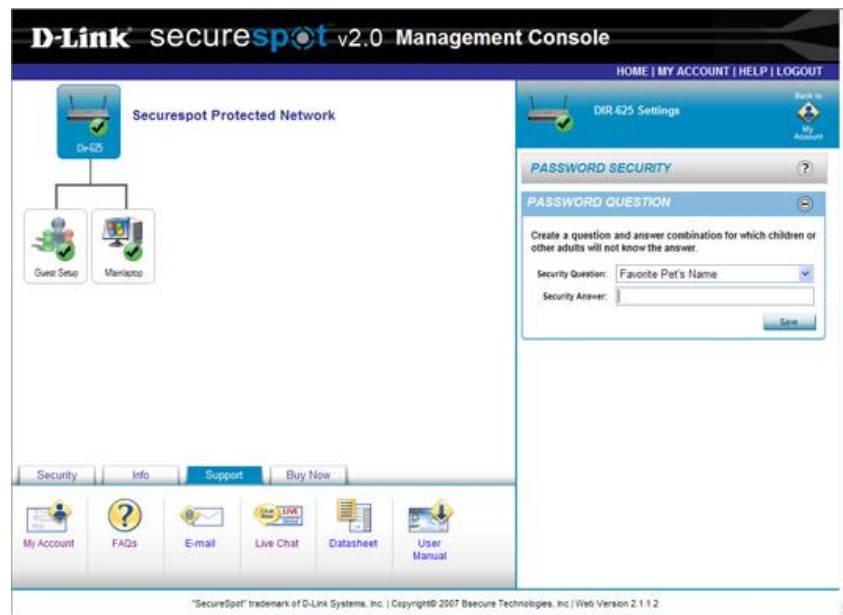 D-Link securespot v2.0 Management Console
HOME | MY ACCOUNT | HELP | LOGOUT
Dir-625
Securespot Protected Network
Guest Setup
Mainlaptop
DIR-625 Settings
Back to
My
Account
PASSWORD SECURITY
?
PASSWORD QUESTION
Create a question and answer combination for which children or
other adults will not know the answer.
Security Question: Favorite Pet's Name
Security Answer:
Save
Security Info Support Buy Now
LIVE
My Account
FAQs
E-mail
Live Chat
Datasheet
User
Manual
"SecureSpot" trademark of D-Link Systems, Inc. | Copyright© 2007 Bsecure Technologies, Inc | Web Version 2.1.1.2